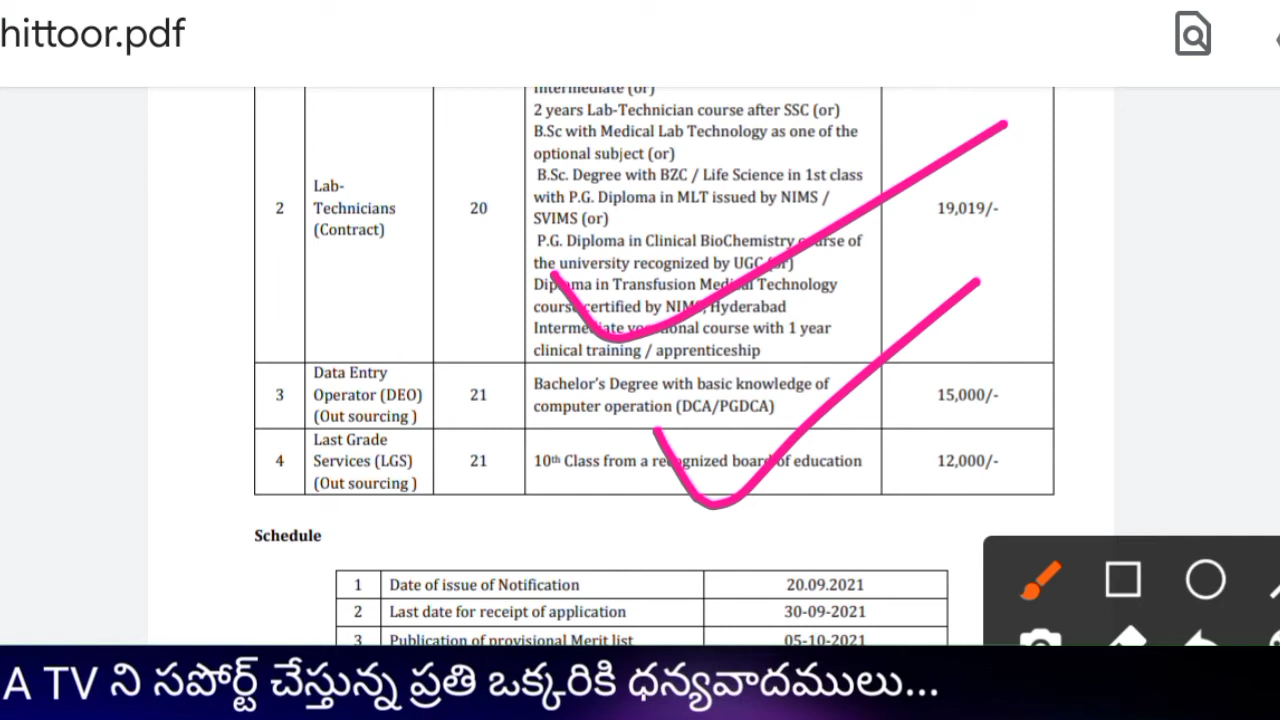 hittoor.pdf
Intermediate (or)
2 years Lab-Technician course after SSC (or)
B.Sc with Medical Lab Technology as one of the
optional subject (or)
B.Sc. Degree with BZC / Life Science in 1st class
with P.G. Diploma in MLT issued by NIMS /
SVIMS (or)
P.G. Diploma in Clinical BioChemistry course of
the university recognized by UGC (or)
Diploma in Transfusion Medical Technology
course certified by NIMS, Hyderabad
Intermediate vocational course with 1 year
clinical training / apprenticeship
2
Lab-
Technicians
(Contract)
20
19,019/-
3
Data Entry
Operator (DEO)
(Out sourcing )
21
Bachelor's Degree with basic knowledge of
computer operation (DCA/PGDCA)
15,000/-
4
Last Grade
Services (LGS)
(Out sourcing )
21
10th Class from a recognized board of education
12,000/-
Schedule
1 Date of issue of Notification 20.09.2021
2 Last date for receipt of application 30-09-2021
3 Publication of provisional Merit list 05-10-2021
A TV ని సపోర్ట్ చేస్తున్న ప్రతి ఒక్కరికి ధన్యవాదములు...